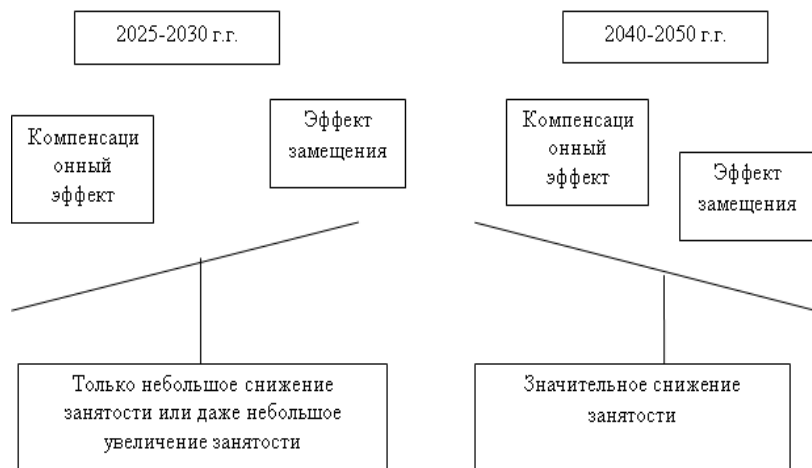 2025-2030 г.г.
2040-2050 г.г.
Компенсаци
онный
эффект
Эффект
замещения
Компенсаци
онный
эффект
Эффект
замещения
Только небольшое снижение
занятости или даже небольшое
увеличение занятости
Значительное снижение
занятости